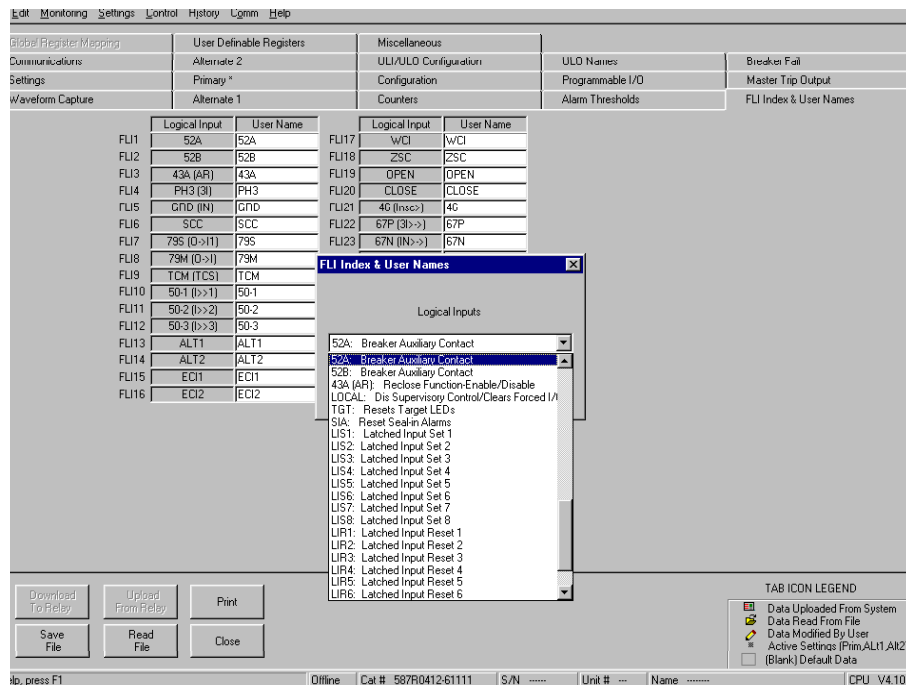 Edit Monitoring Settings Control History Comm Help
Global Register Mapping User Definable Registers Miscellaneous
Communications Alternate 2 ULI/ULO Configuration ULO Names Breaker Fail
Settings Primary * Configuration Programmable I/O Master Trip Output
Waveform Capture Alternate 1 Counters Alarm Thresholds FLI Index & User Names
Logical Input User Name Logical Input User Name
FLI1 52A 52A FLI17 WCI WCI
FLI2 52B 52B FLI18 ZSC ZSC
FLI3 43A (AR) 43A FLI19 OPEN OPEN
FLI4 PH3 (3I) PH3 FLI20 CLOSE CLOSE
FLI5 GND (IN) GND FLI21 46 (Insc>) 46
FLI6 SCC SCC FLI22 67P (3I>->) 67P
FLI7 79S (O->I1) 79S FLI23 67N (IN>->) 67N
FLI8 79M (O->I) 79M
FLI9 TCM (TCS) TCM
FLI10 50-1 (I>>1) 50-1
FLI11 50-2 (I>>2) 50-2
FLI12 50-3 (I>>3) 50-3
FLI13 ALT1 ALT1
FLI14 ALT2 ALT2
FLI15 ECI1 ECI1
FLI16 ECI2 ECI2
FLI Index & User Names
Logical Inputs
52A: Breaker Auxiliary Contact
52A: Breaker Auxiliary Contact
52B: Breaker Auxiliary Contact
43A (AR): Reclose Function-Enable/Disable
LOCAL: Dis Supervisory Control/Clears Forced I/
TGT: Resets Target LEDs
SIA: Reset Seal-in Alarms
LIS1: Latched Input Set 1
LIS2: Latched Input Set 2
LIS3: Latched Input Set 3
LIS4: Latched Input Set 4
LIS5: Latched Input Set 5
LIS6: Latched Input Set 6
LIS7: Latched Input Set 7
LIS8: Latched Input Set 8
LIR1: Latched Input Reset 1
LIR2: Latched Input Reset 2
LIR3: Latched Input Reset 3
LIR4: Latched Input Reset 4
LIR5: Latched Input Reset 5
LIR6: Latched Input Reset 6
Download To Relay
Upload From Relay
Print
Save File
Read File
Close
TAB ICON LEGEND
Data Uploaded From System
Data Read From File
Data Modified By User
* Active Settings (Prim,ALt1,Alt2
(Blank) Default Data
elp, press F1 Offline Cat # 587R0412-61111 S/N ------ Unit # --- Name ------- CPU V4.10